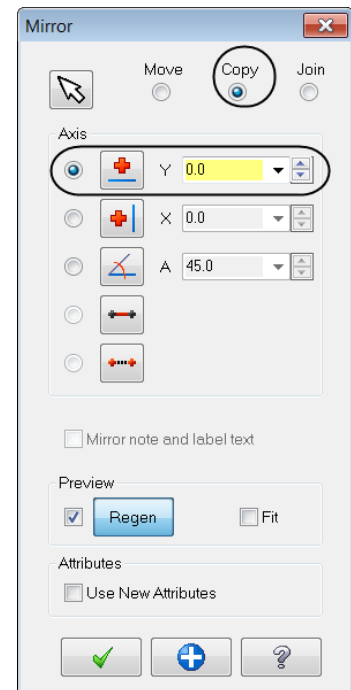 Mirror
Move Copy Join
Axis
Y 0.0
X 0.0
A 45.0
Mirror note and label text
Preview
Regen Fit
Attributes
Use New Attributes